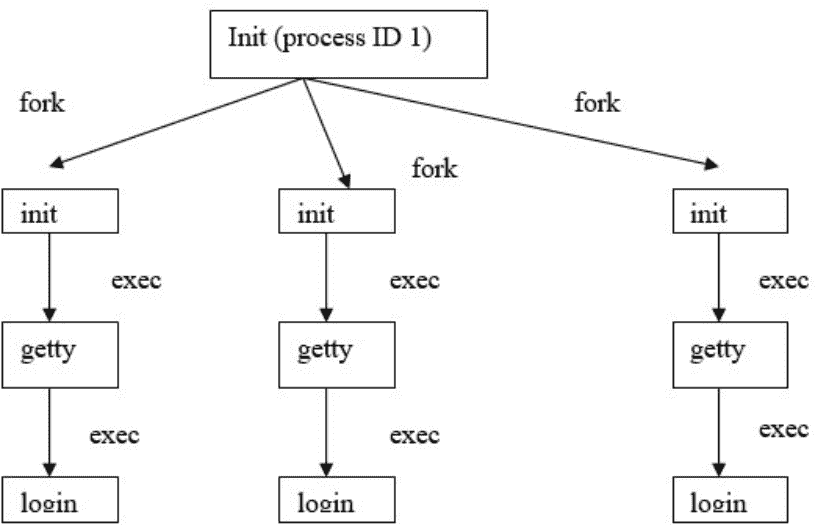 Init (process ID 1)
fork
fork
fork
init
init
init
exec
exec
exec
getty
getty
getty
exec
exec
exec
login
login
login